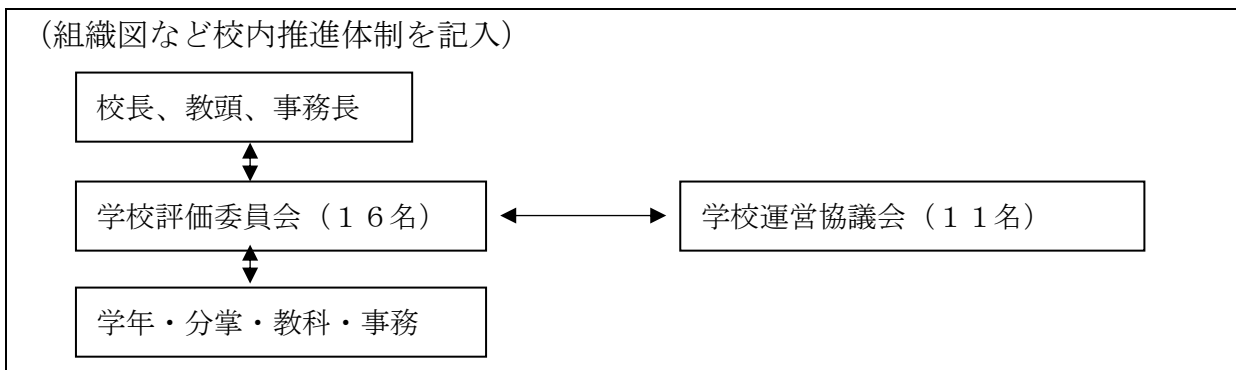 （組織図など校内推進体制を記入）
校長、教頭、事務長
学校評価委員会（１６名）
学校運営協議会（１１名）
学年・分掌・教科・事務